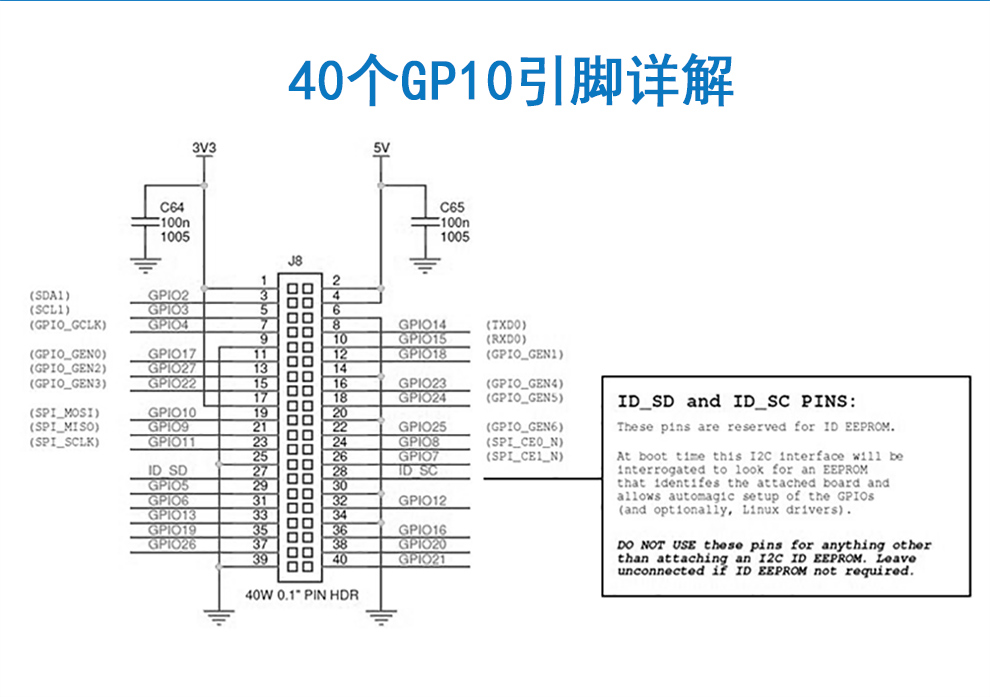 40个GP10引脚详解
3V3
5V
C64
100n
1005
C65
100n
1005
J8
1 2
(SDA1) GPIO2 3 4
(SCL1) GPIO3 5 6
(GPIO_GCLK) GPIO4 7 8 GPIO14 (TXD0)
9 10 GPIO15 (RXD0)
(GPIO_GEN0) GPIO17 11 12 GPIO18 (GPIO_GEN1)
(GPIO_GEN2) GPIO27 13 14
(GPIO_GEN3) GPIO22 15 16 GPIO23 (GPIO_GEN4)
17 18 GPIO24 (GPIO_GEN5)
(SPI_MOSI) GPIO10 19 20
(SPI_MISO) GPIO9 21 22 GPIO25 (GPIO_GEN6)
(SPI_SCLK) GPIO11 23 24 GPIO8 (SPI_CE0_N)
25 26 GPIO7 (SPI_CE1_N)
ID_SD 27 28 ID_SC
GPIO5 29 30
GPIO6 31 32 GPIO12
GPIO13 33 34
GPIO19 35 36 GPIO16
GPIO26 37 38 GPIO20
39 40 GPIO21
40W 0.1" PIN HDR
ID_SD and ID_SC PINS:
These pins are reserved for ID EEPROM.
At boot time this I2C interface will be
interrogated to look for an EEPROM
that identifes the attached board and
allows automagic setup of the GPIOs
(and optionally, Linux drivers).
DO NOT USE these pins for anything other
than attaching an I2C ID EEPROM. Leave
unconnected if ID EEPROM not required.